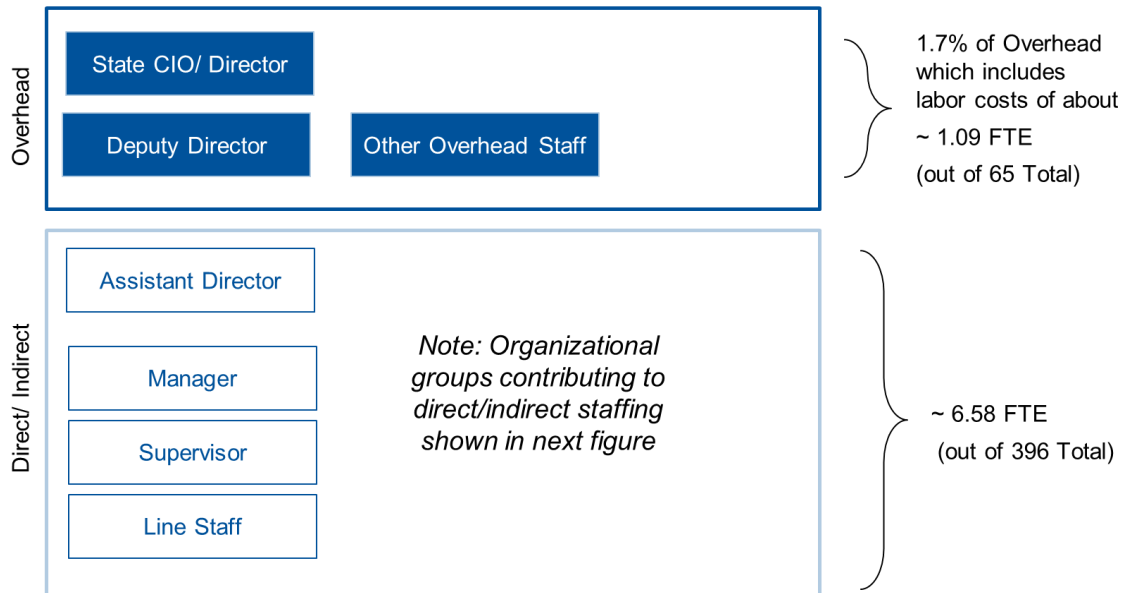 Overhead
State CIO/ Director
Deputy Director
Other Overhead Staff
1.7% of Overhead
which includes
labor costs of about
~ 1.09 FTE
(out of 65 Total)
Direct/ Indirect
Assistant Director
Manager
Supervisor
Line Staff
Note: Organizational
groups contributing to
direct/indirect staffing
shown in next figure
~ 6.58 FTE
(out of 396 Total)